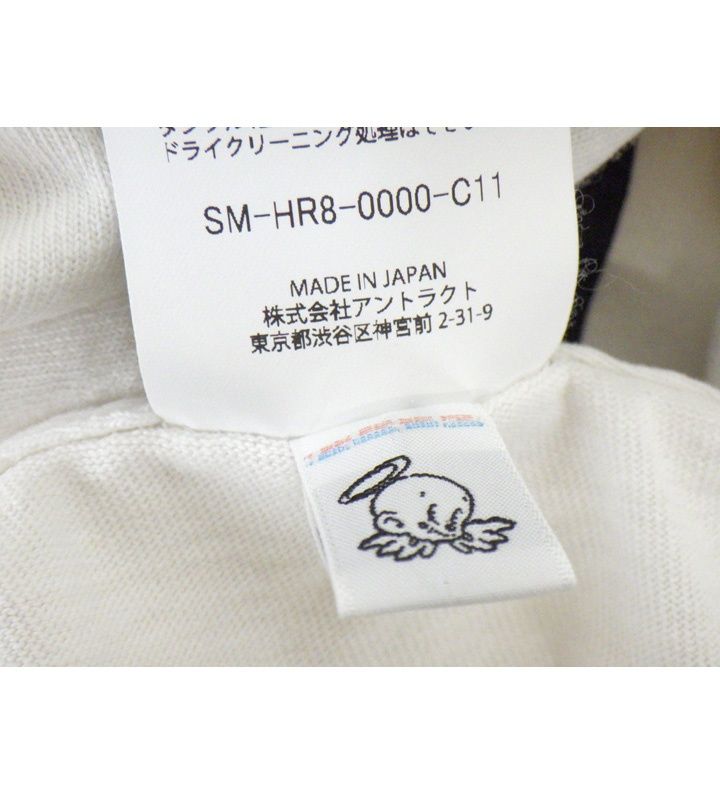 ドライクリーニング処理はでき
SM-HR8-0000-C11
MADE IN JAPAN
株式会社アントラクト
東京都渋谷区神宮前 2-31-9